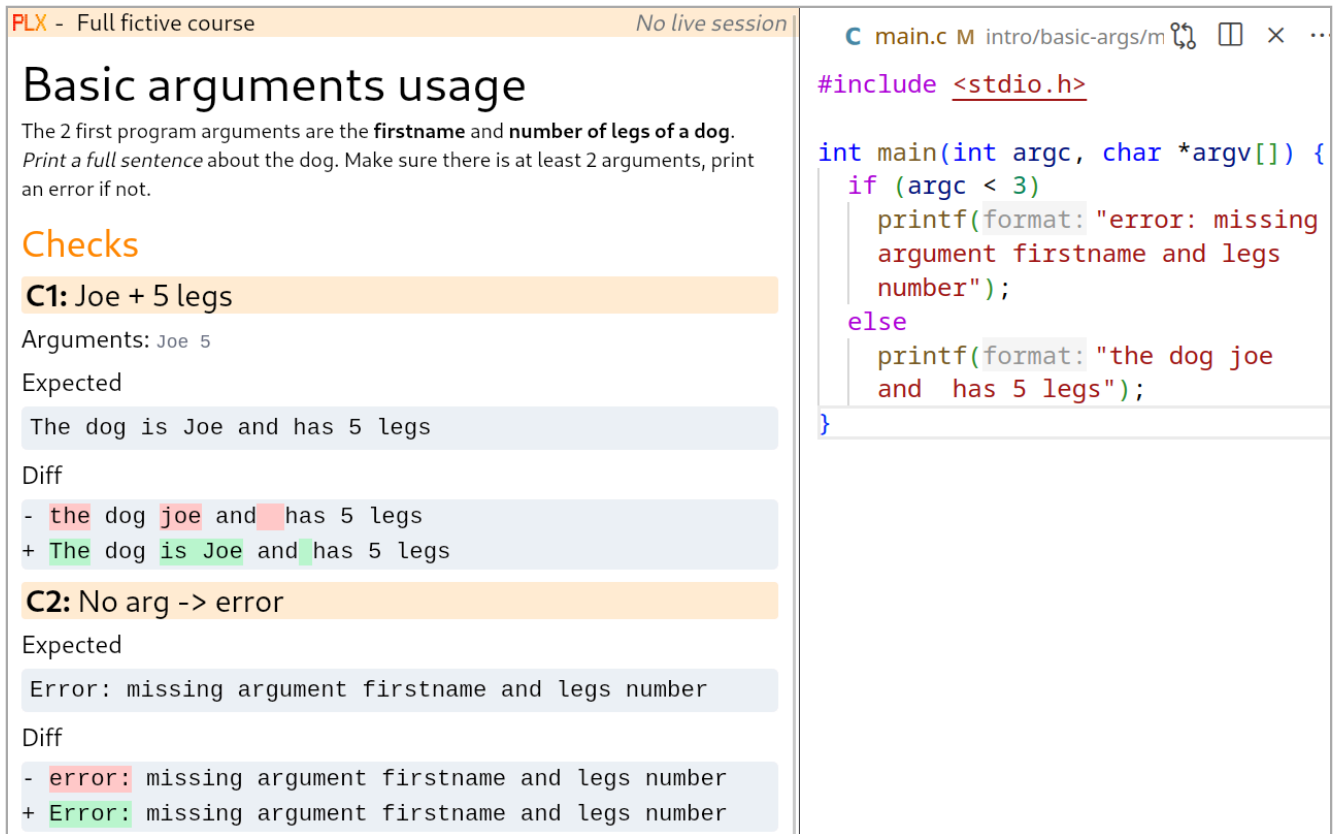 PLX - Full fictive course No live session
Basic arguments usage
The 2 first program arguments are the firstname and number of legs of a dog.
Print a full sentence about the dog. Make sure there is at least 2 arguments, print
an error if not.
Checks
C1: Joe + 5 legs
Arguments: Joe 5
Expected
The dog is Joe and has 5 legs
Diff
- the dog joe and  has 5 legs
+ The dog is Joe and has 5 legs
C2: No arg -> error
Expected
Error: missing argument firstname and legs number
Diff
- error: missing argument firstname and legs number
+ Error: missing argument firstname and legs number
C main.c M intro/basic-args/m
#include <stdio.h>
int main(int argc, char *argv[]) {
if (argc < 3)
printf(format: "error: missing
argument firstname and legs
number");
else
printf(format: "the dog joe
and  has 5 legs");
}